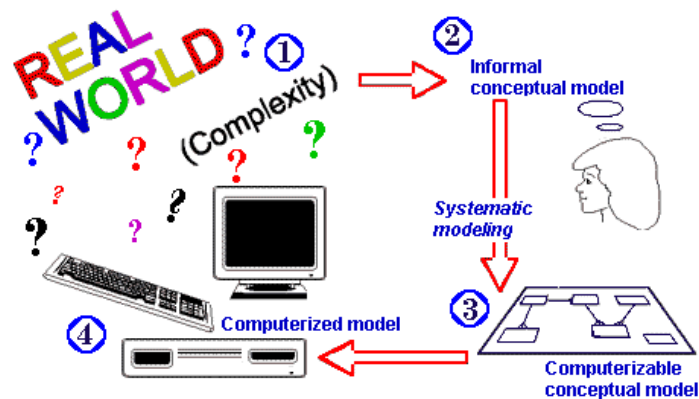 REAL
WORLD
?
1
(Complexity)
?
?
?
?
?
?
?
?
2
Informal
conceptual model
Systematic
modeling
3
Computerizable
conceptual model
4
Computerized model